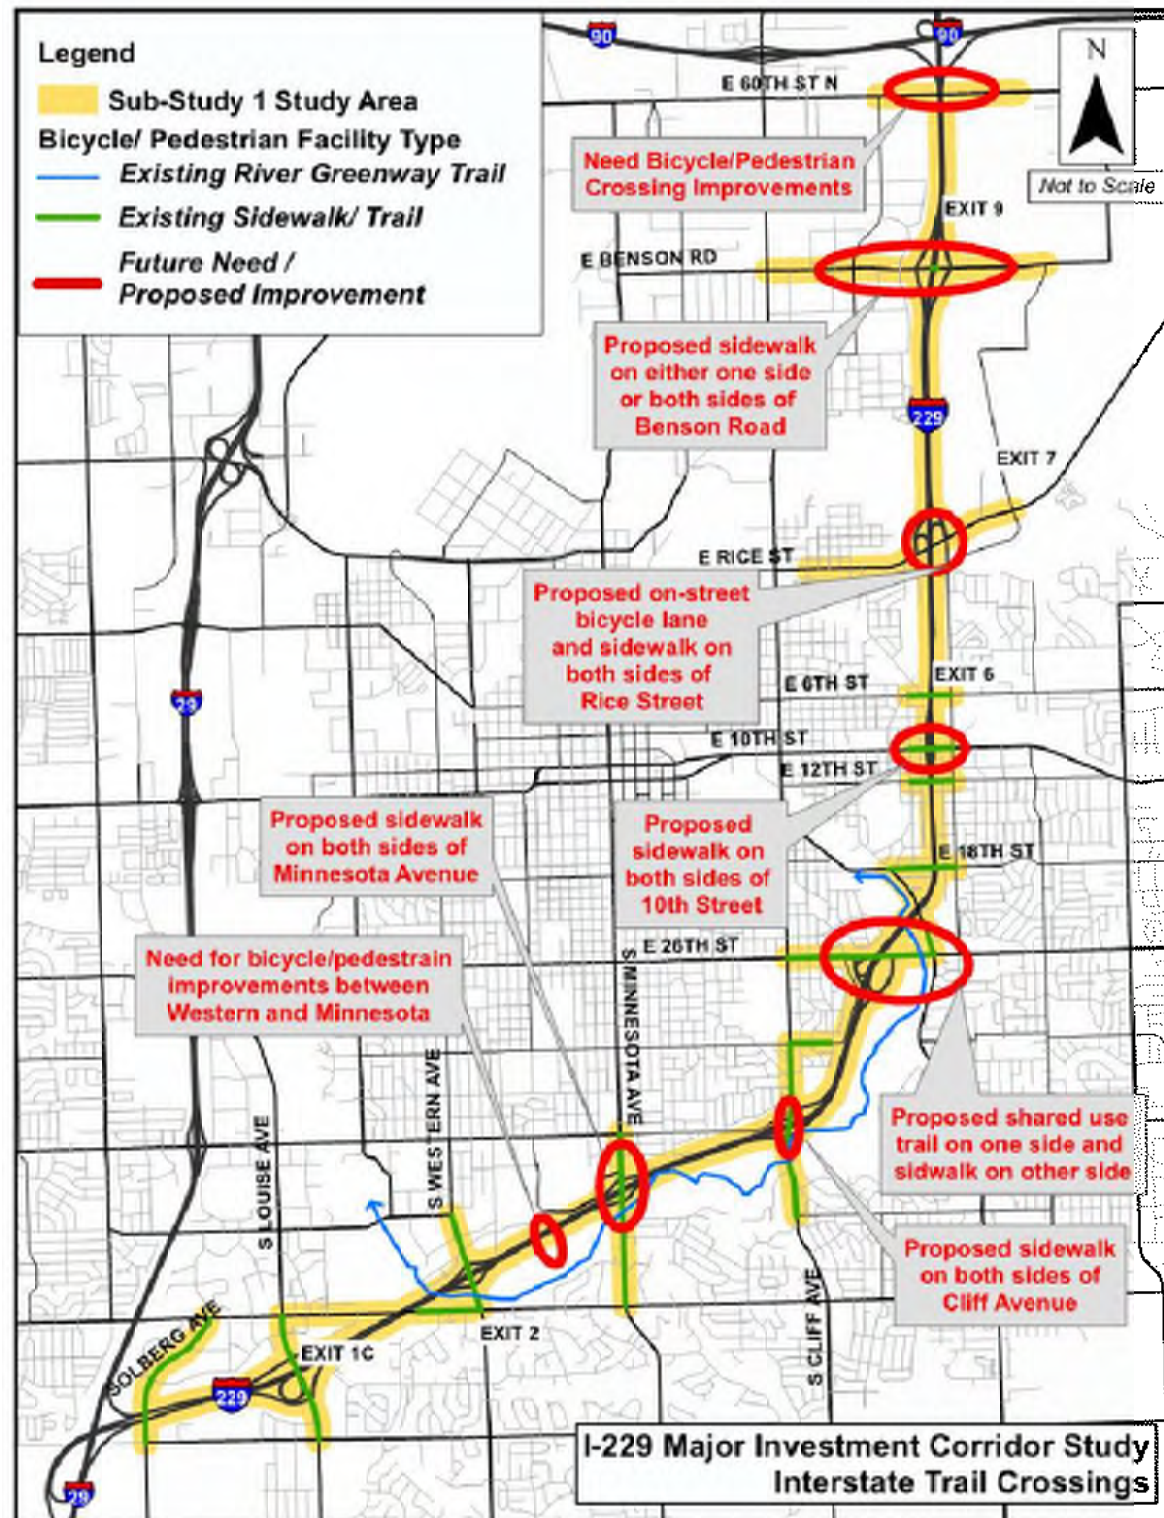 Legend
Sub-Study 1 Study Area
Bicycle/ Pedestrian Facility Type
Existing River Greenway Trail
Existing Sidewalk/ Trail
Future Need /
Proposed Improvement
90
90
N
Not to Scale
E 60TH ST N
Need Bicycle/Pedestrian
Crossing Improvements
EXIT 9
E BENSON RD
Proposed sidewalk
on either one side
or both sides of
Benson Road
229
EXIT 7
E RICE ST
Proposed on-street
bicycle lane
and sidewalk on
both sides of
Rice Street
29
E 6TH ST
EXIT 6
E 10TH ST
E 12TH ST
Proposed sidewalk
on both sides of
Minnesota Avenue
Proposed
sidewalk on
both sides of
10th Street
E 18TH ST
E 26TH ST
Need for bicycle/pedestrain
improvements between
Western and Minnesota
S MINNESOTA AVE
S WESTERN AVE
S LOUISE AVE
Proposed shared use
trail on one side and
sidwalk on other side
Proposed sidewalk
on both sides of
Cliff Avenue
S CLIFF AVE
SOLBERG AVE
EXIT 2
EXIT 1C
229
29
I-229 Major Investment Corridor Study
Interstate Trail Crossings